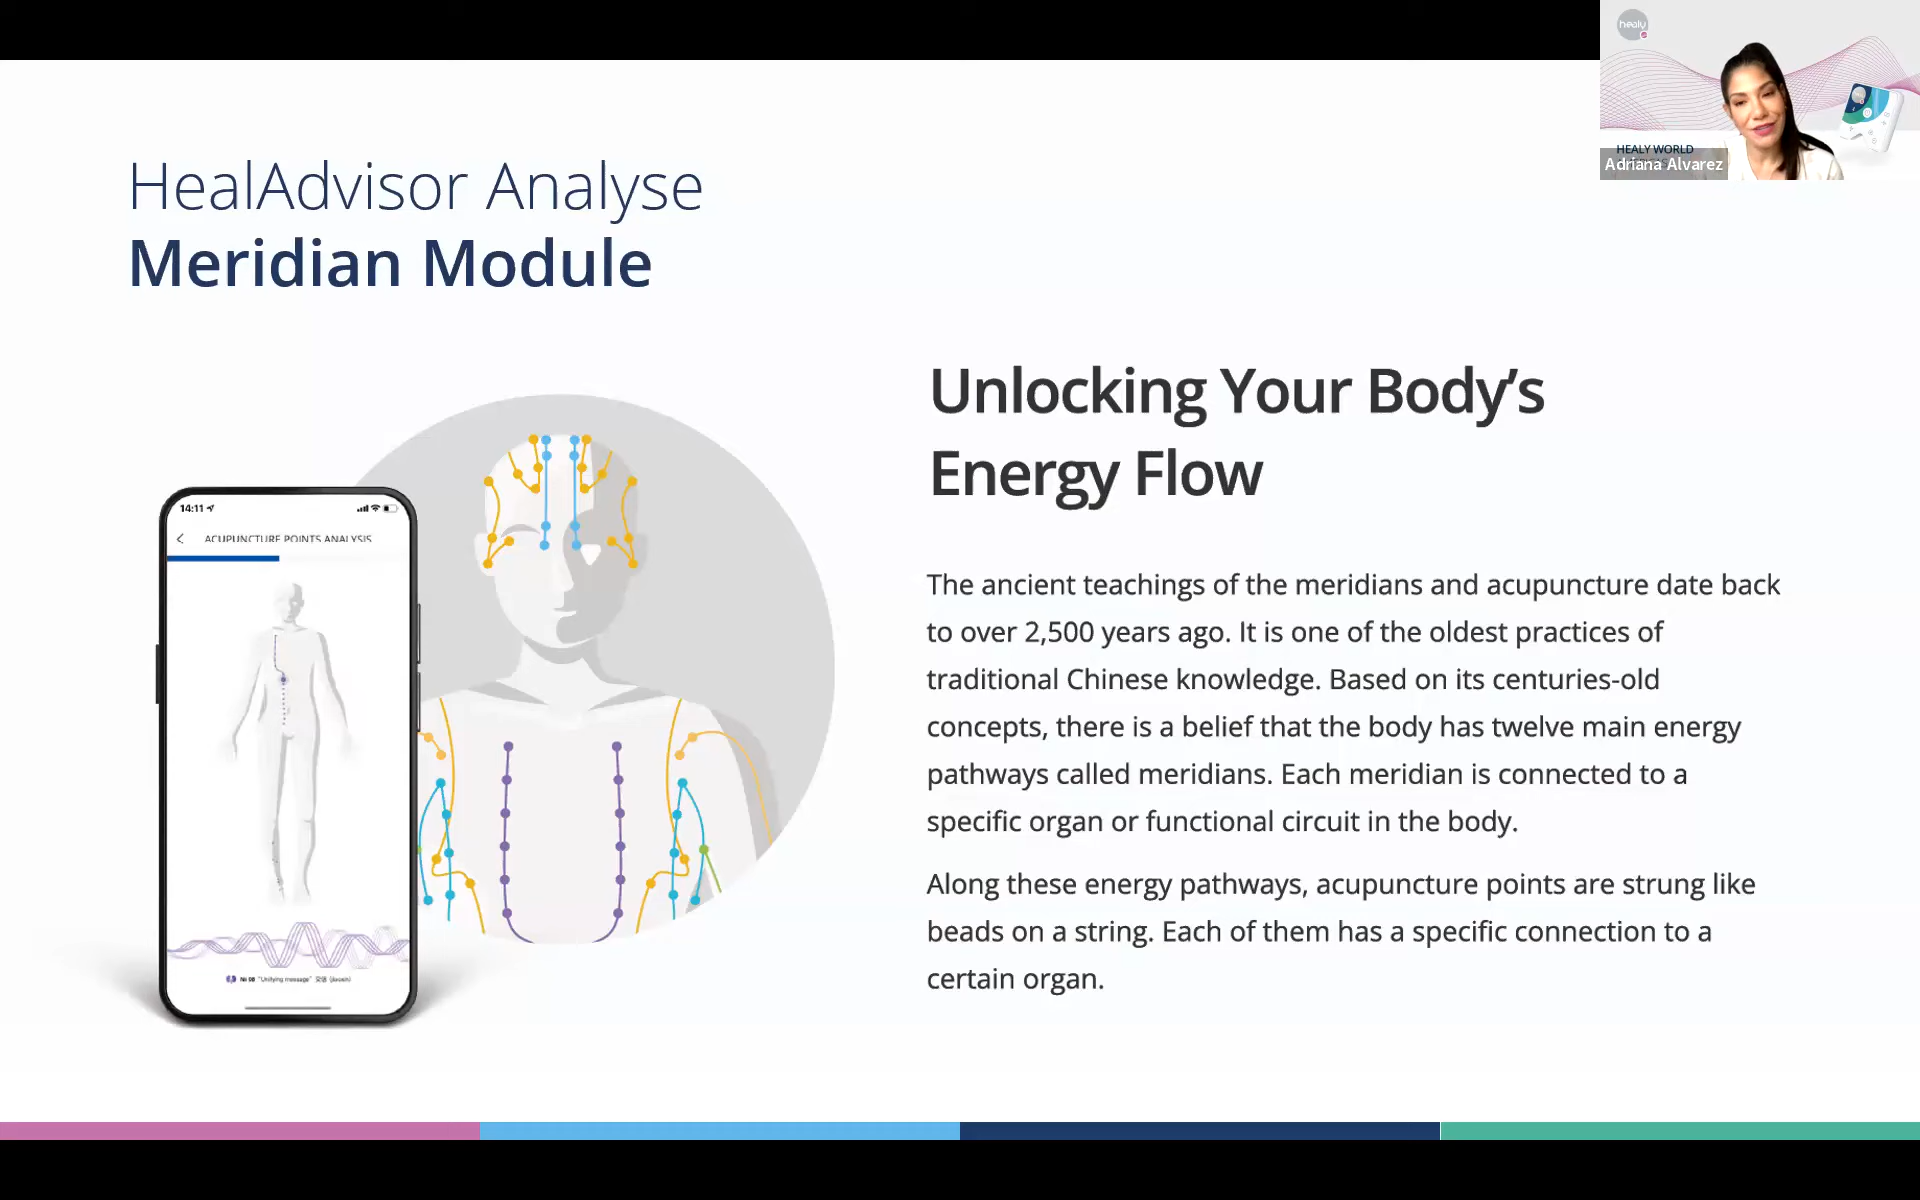 healy
HEALY WORLD
Adriana Alvarez
HealAdvisor Analyse
Meridian Module
14:11
ACUPUNCTURE POINTS ANALYSIS
Ni 08 "Unifying message"
Unlocking Your Body's
Energy Flow
The ancient teachings of the meridians and acupuncture date back
to over 2,500 years ago. It is one of the oldest practices of
traditional Chinese knowledge. Based on its centuries-old
concepts, there is a belief that the body has twelve main energy
pathways called meridians. Each meridian is connected to a
specific organ or functional circuit in the body.
Along these energy pathways, acupuncture points are strung like
beads on a string. Each of them has a specific connection to a
certain organ.